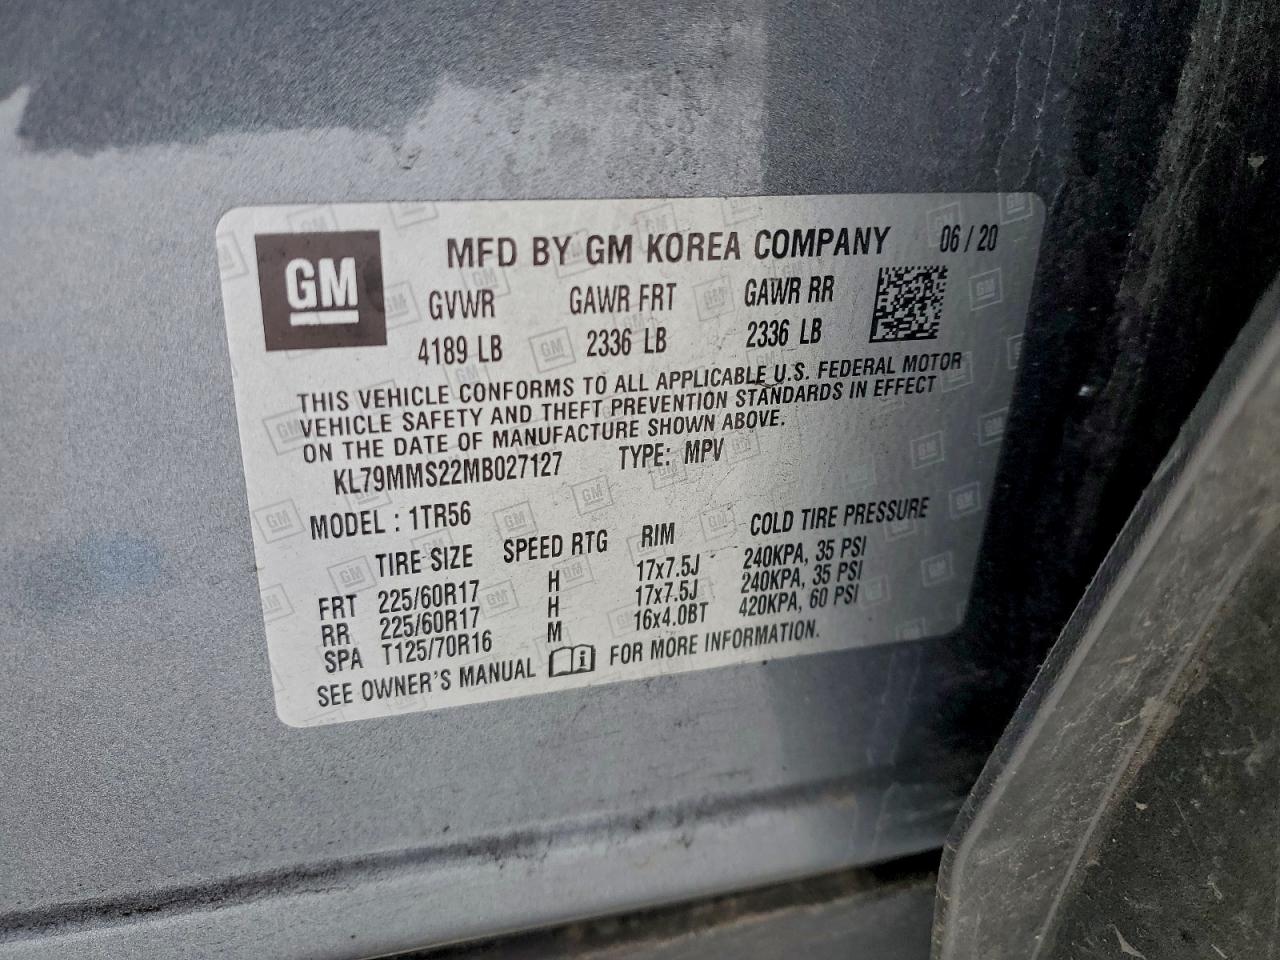 GM
MFD BY GM KOREA COMPANY 06 / 20
GVWR GAWR FRT GAWR RR
4189 LB 2336 LB 2336 LB
THIS VEHICLE CONFORMS TO ALL APPLICABLE U.S. FEDERAL MOTOR
VEHICLE SAFETY AND THEFT PREVENTION STANDARDS IN EFFECT
ON THE DATE OF MANUFACTURE SHOWN ABOVE.
KL79MMS22MB027127 TYPE: MPV
MODEL : 1TR56
TIRE SIZE SPEED RTG RIM COLD TIRE PRESSURE
FRT 225/60R17 H 17x7.5J 240KPA, 35 PSI
RR 225/60R17 H 17x7.5J 240KPA, 35 PSI
SPA T125/70R16 M 16x4.0BT 420KPA, 60 PSI
SEE OWNER'S MANUAL FOR MORE INFORMATION.